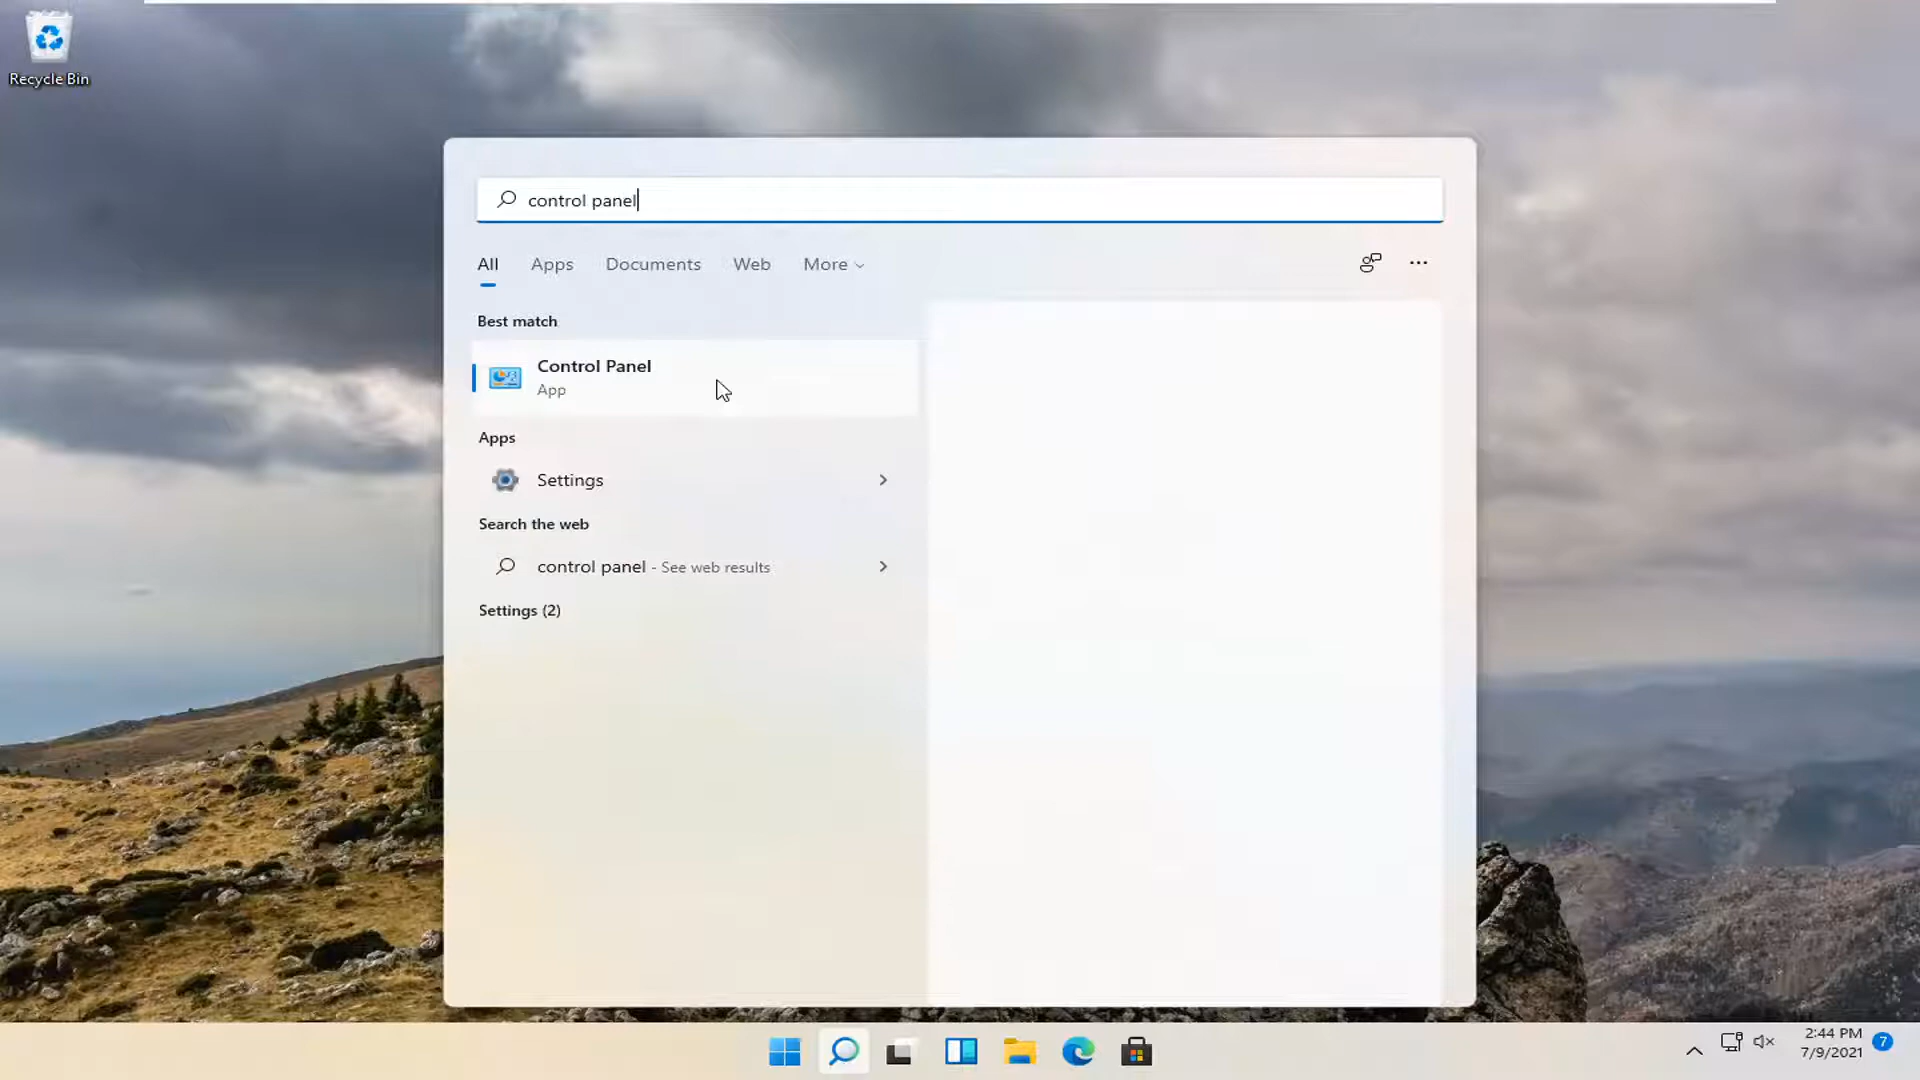 Recycle Bin
control panel
All Apps Documents Web More
Best match
Control Panel
App
Apps
Settings
Search the web
control panel - See web results
Settings (2)
2:44 PM
7/9/2021
7